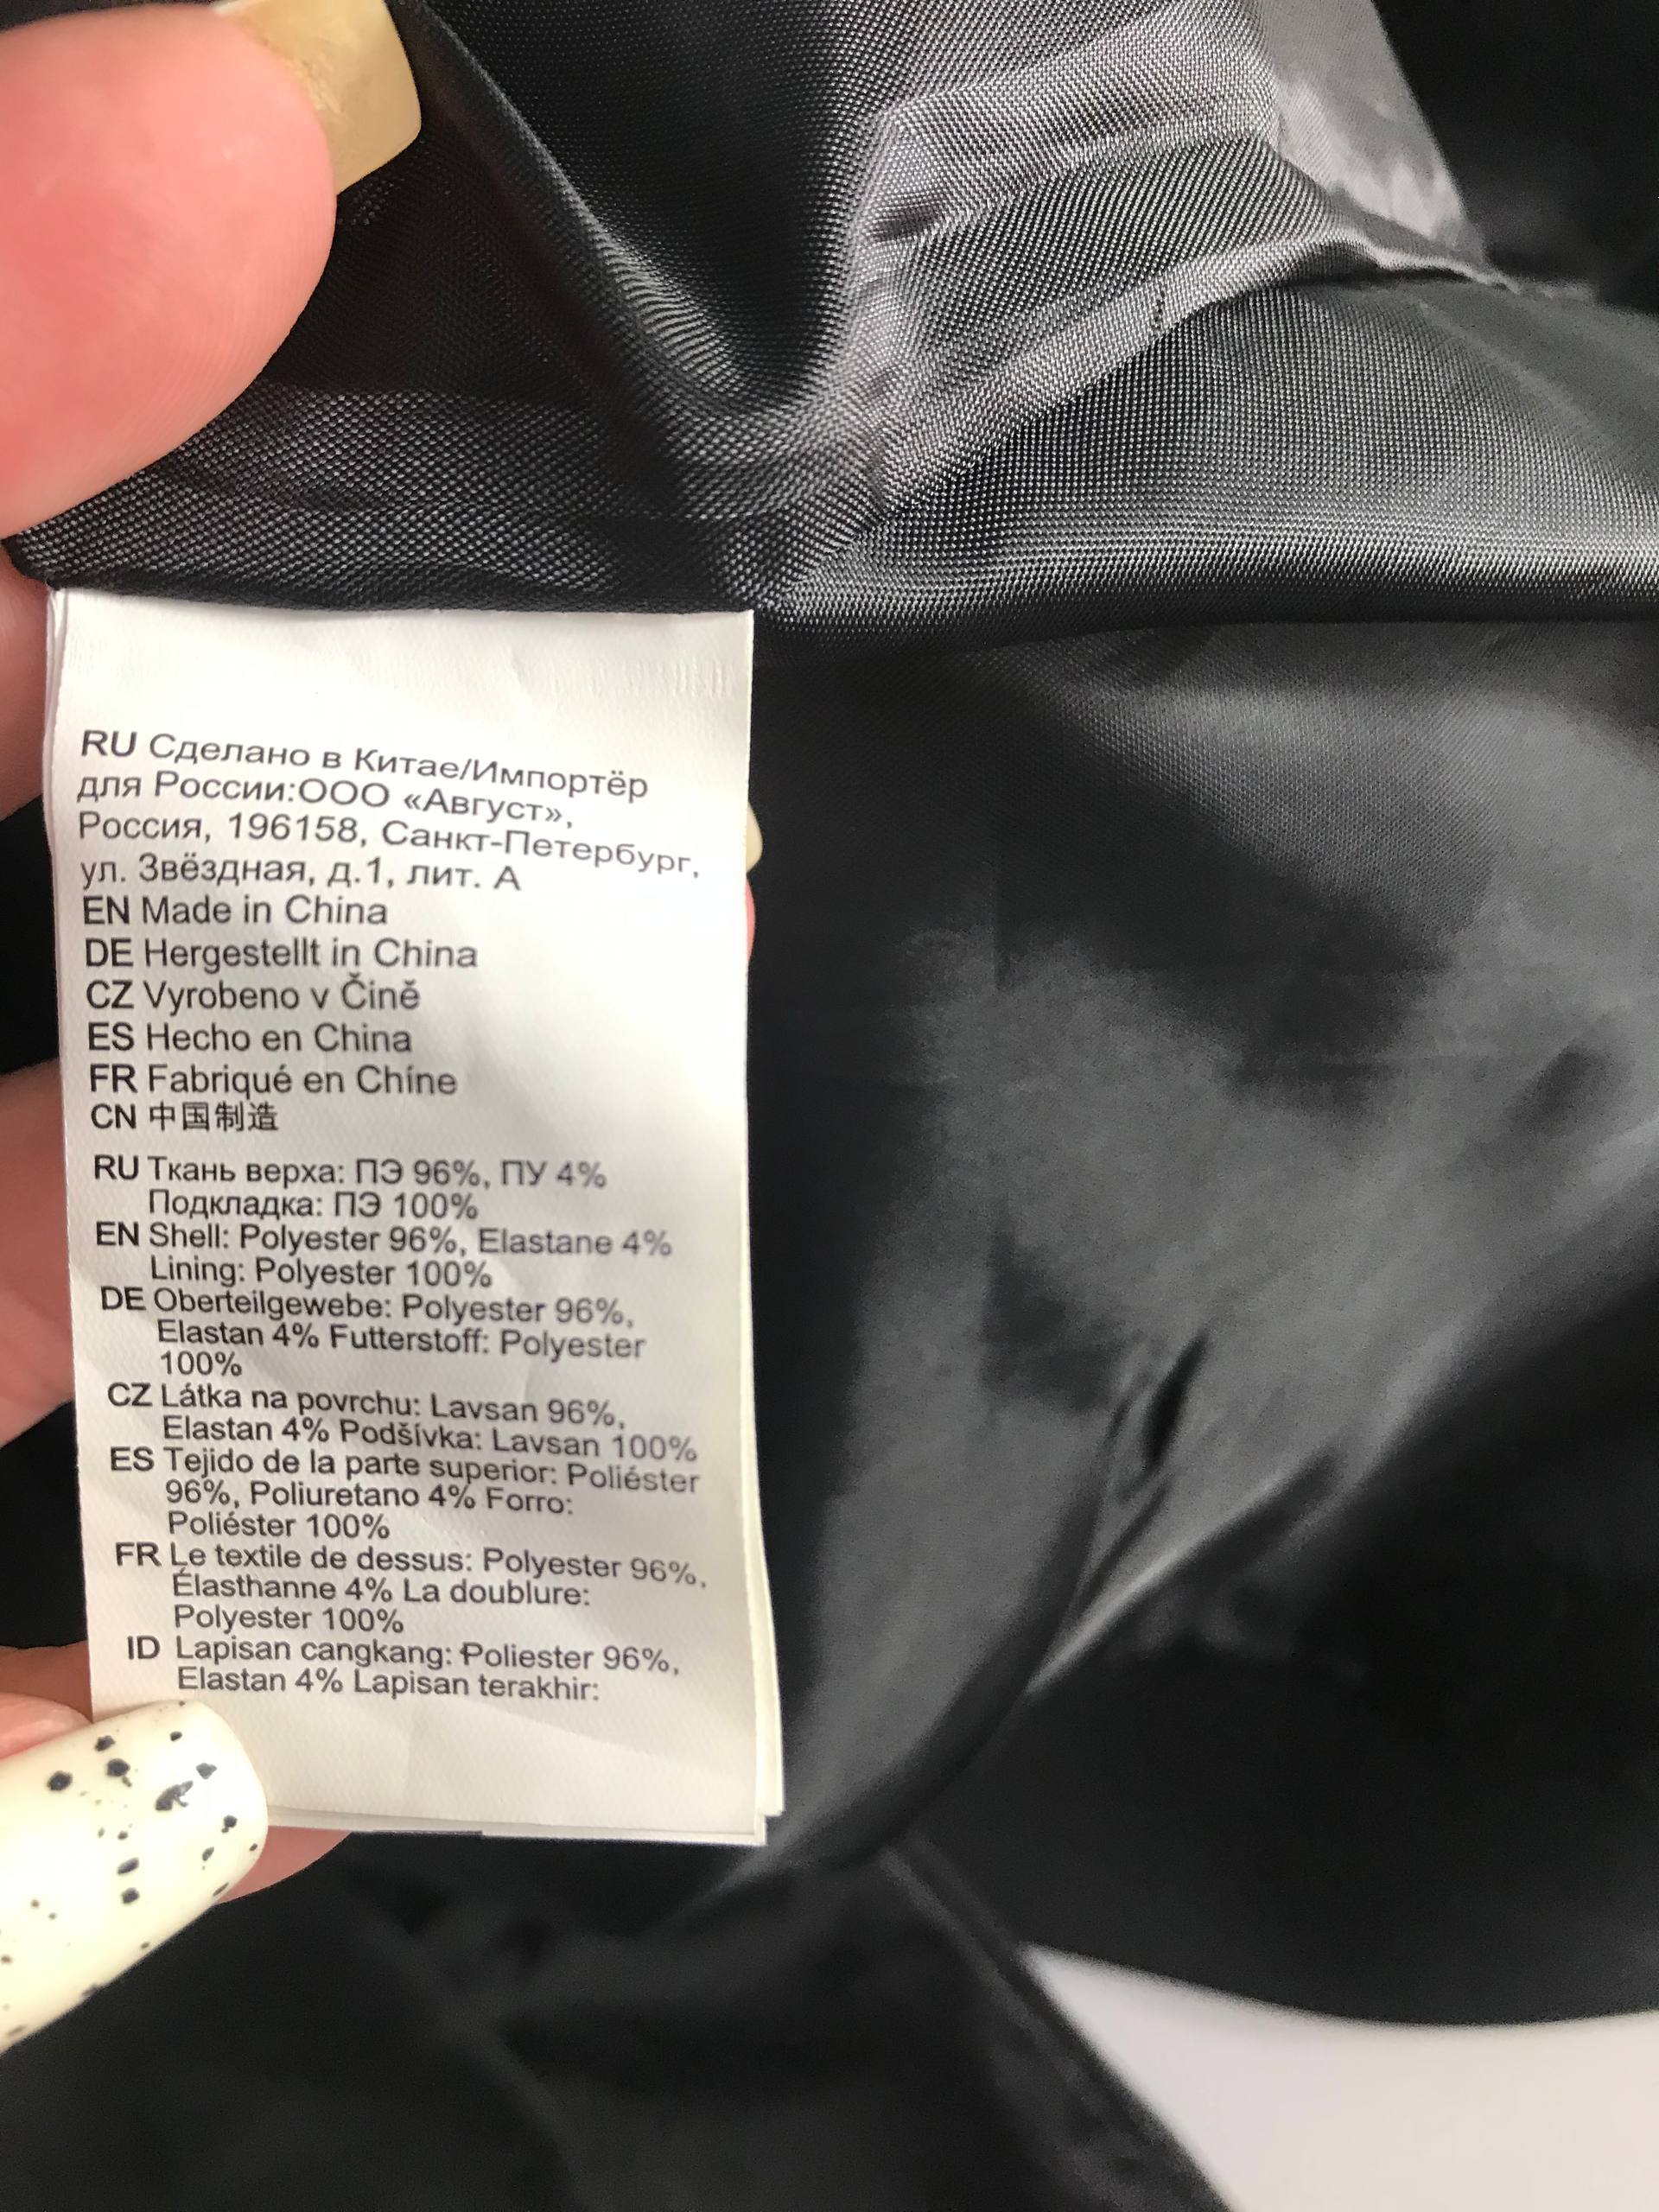 RU Сделано в Китае/Импортёр
для России:ООО «Август»,
Россия, 196158, Санкт-Петербург,
ул. Звёздная, д.1, лит. А
EN Made in China
DE Hergestellt in China
CZ Vyrobeno v Čině
ES Hecho en China
FR Fabriqué en Chíne
CN 中国制造
RU Ткань верха: ПЭ 96%, ПУ 4%
Подкладка: ПЭ 100%
EN Shell: Polyester 96%, Elastane 4%
Lining: Polyester 100%
DE Oberteilgewebe: Polyester 96%,
Elastan 4% Futterstoff: Polyester
100%
CZ Látka na povrchu: Lavsan 96%,
Elastan 4% Podšívka: Lavsan 100%
ES Tejido de la parte superior: Poliéster
96%, Poliuretano 4% Forro:
Poliéster 100%
FR Le textile de dessus: Polyester 96%,
Élasthanne 4% La doublure:
Polyester 100%
ID Lapisan cangkang: Poliester 96%,
Elastan 4% Lapisan terakhir: